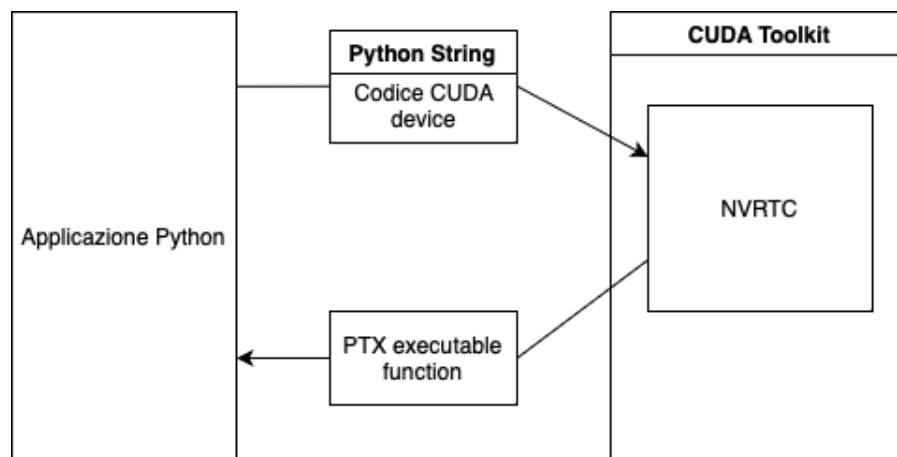 Applicazione Python
Python String
Codice CUDA
device
CUDA Toolkit
NVRTC
PTX executable
function